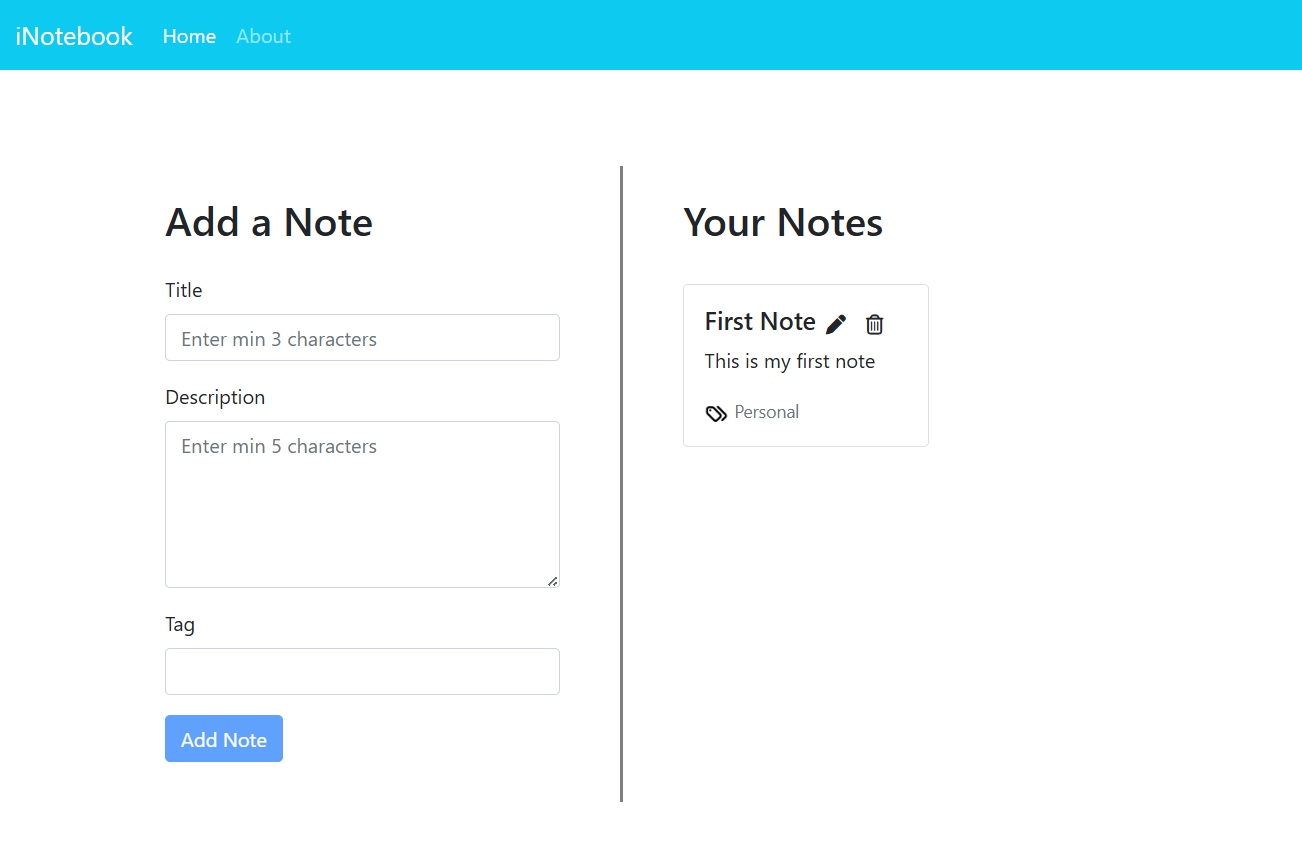 iNotebook Home About
Add a Note
Title
Enter min 3 characters
Description
Enter min 5 characters
Tag
Add Note
Your Notes
First Note
This is my first note
Personal